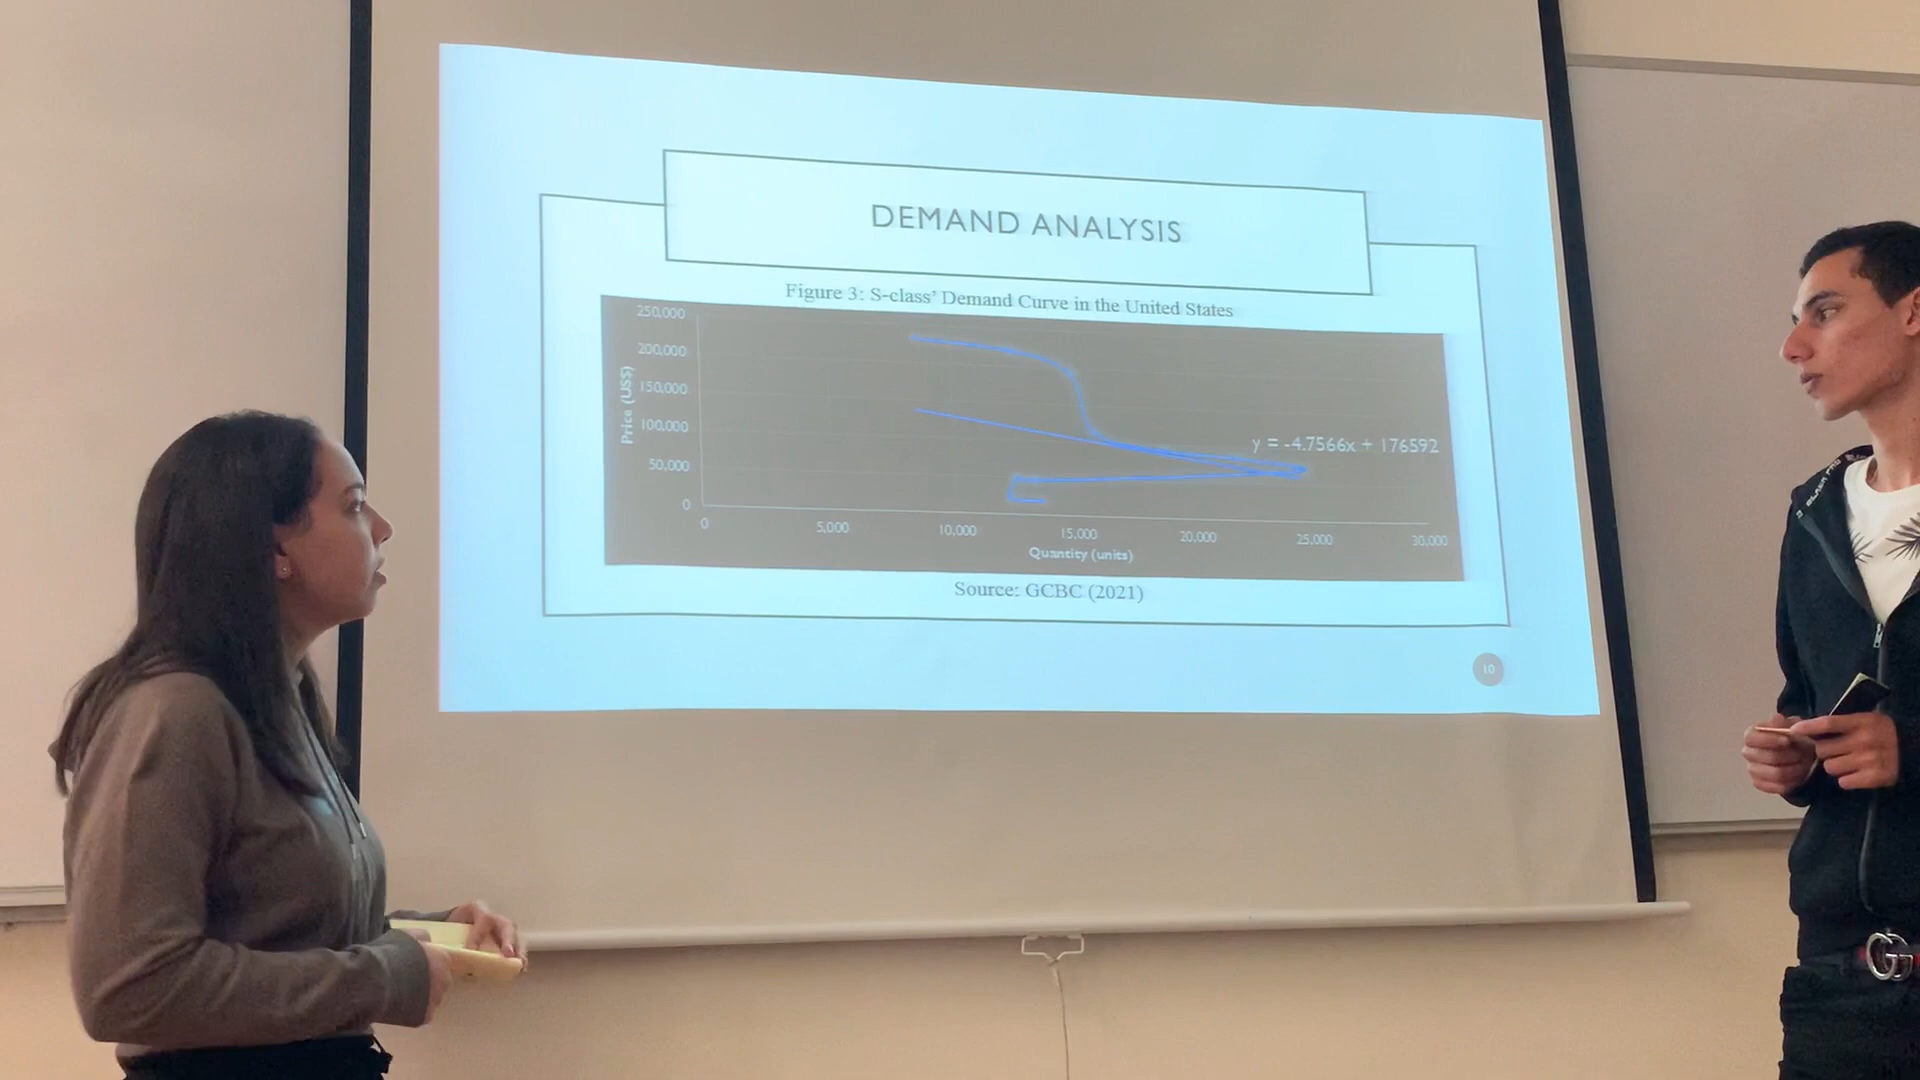 DEMAND ANALYSIS
Figure 3: S-class' Demand Curve in the United States
250,000
200,000
150,000
100,000
50,000
0
Price (US$)
y = -4.7566x + 176592
0 5,000 10,000 15,000 20,000 25,000 30,000
Quantity (units)
Source: GCBC (2021)
10